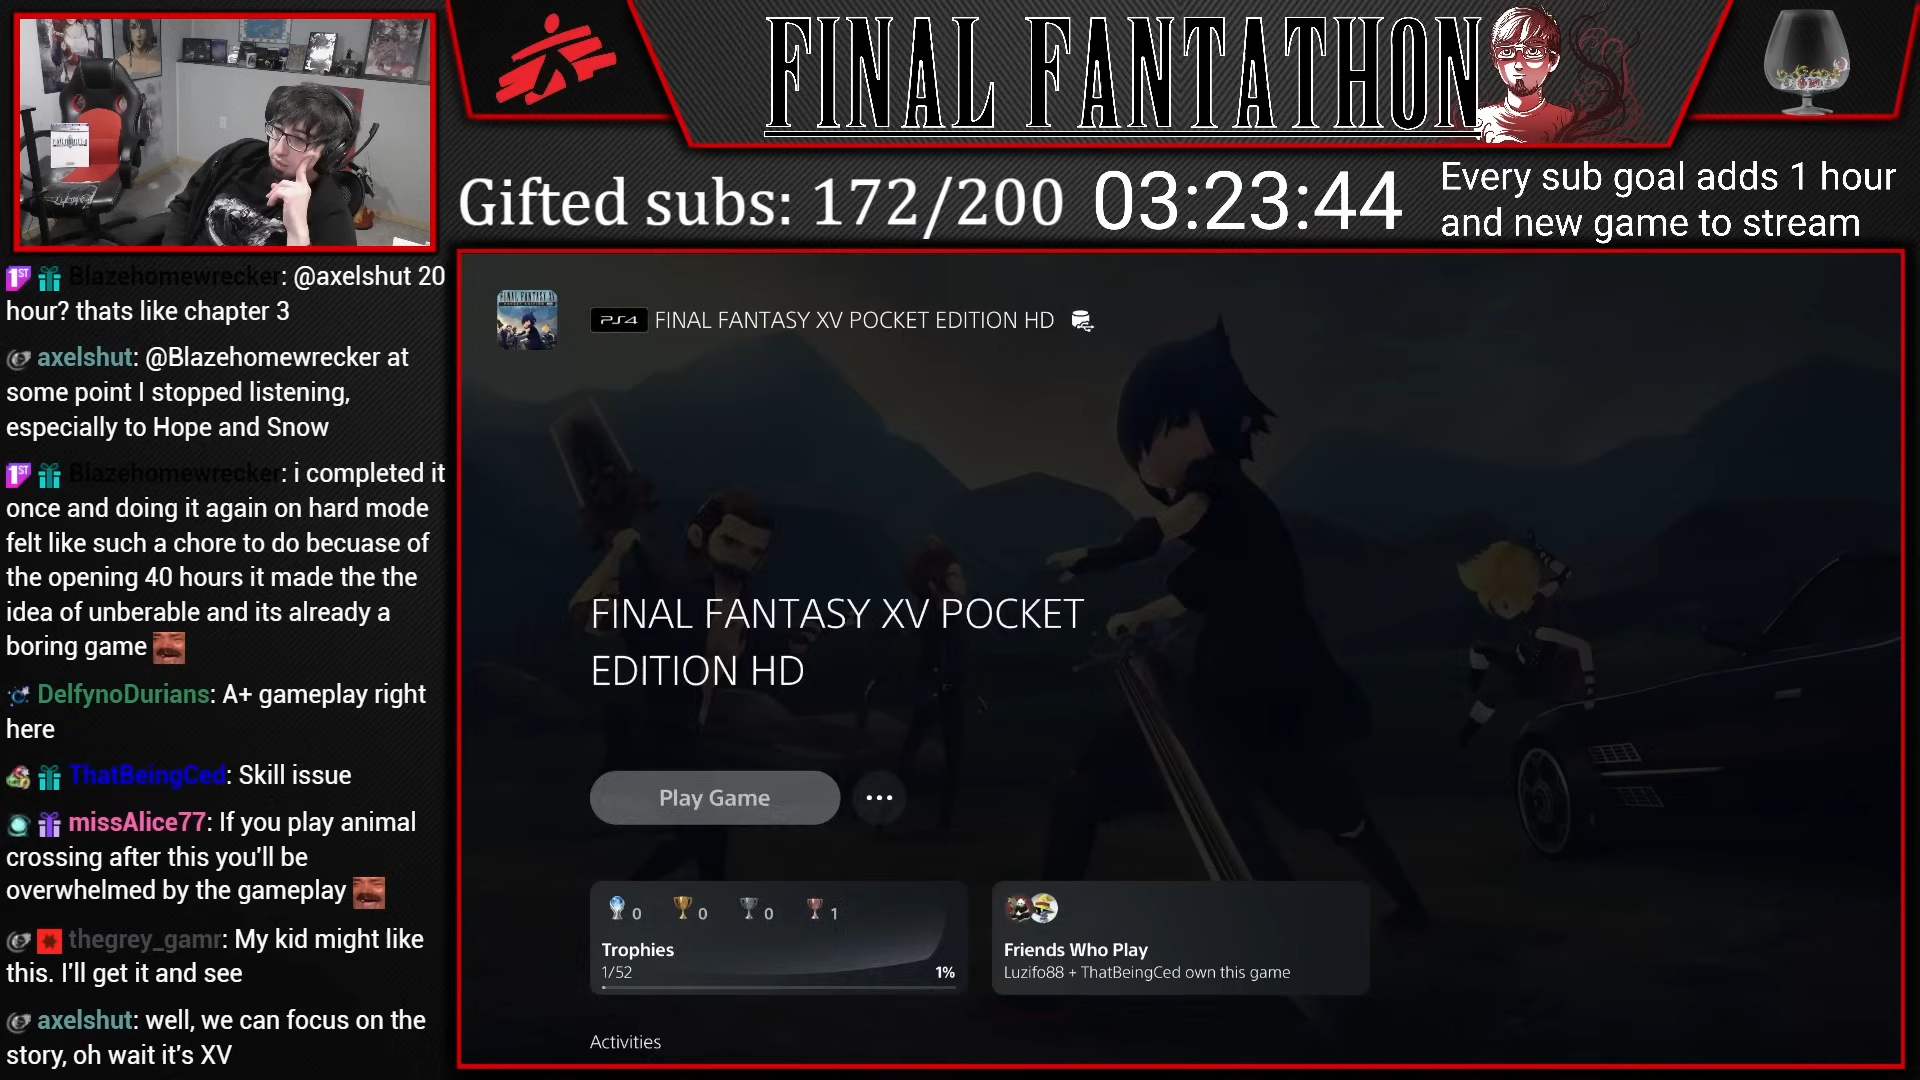 FINAL FANTATHON
Gifted subs: 172/200
03:23:44
Every sub goal adds 1 hour
and new game to stream
Blazehomewrecker: @axelshut 20
hour? thats like chapter 3
axelshut: @Blazehomewrecker at
some point I stopped listening,
especially to Hope and Snow
Blazehomewrecker: i completed it
once and doing it again on hard mode
felt like such a chore to do becuase of
the opening 40 hours it made the the
idea of unberable and its already a
boring game
DelfynoDurians: A+ gameplay right
here
ThatBeingCed: Skill issue
missAlice77: If you play animal
crossing after this you'll be
overwhelmed by the gameplay
thegrey_gamr: My kid might like
this. I'll get it and see
axelshut: well, we can focus on the
story, oh wait it's XV
PS4 FINAL FANTASY XV POCKET EDITION HD
FINAL FANTASY XV POCKET
EDITION HD
Play Game
0 0 0 1
Trophies
1/52 1%
Friends Who Play
Luzifo88 + ThatBeingCed own this game
Activities